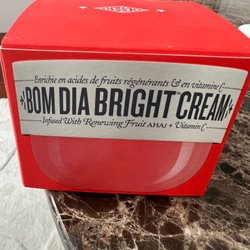 Enrichie en acides de fruits régénérants & en vitamine C
BOM DIA BRIGHT CREAM
Infused With Renewing Fruit AHAs + Vitamin C